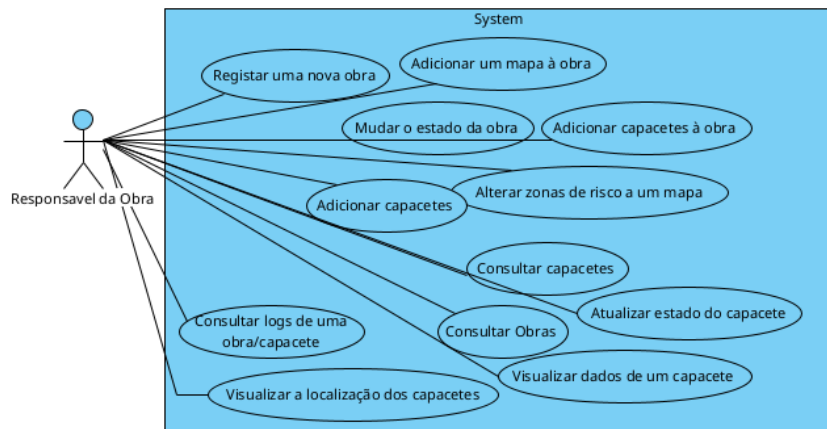 System
Registar uma nova obra
Adicionar um mapa à obra
Mudar o estado da obra
Adicionar capacetes à obra
Responsavel da Obra
Adicionar capacetes
Alterar zonas de risco a um mapa
Consultar capacetes
Atualizar estado do capacete
Consultar logs de uma
obra/capacete
Consultar Obras
Visualizar dados de um capacete
Visualizar a localização dos capacetes